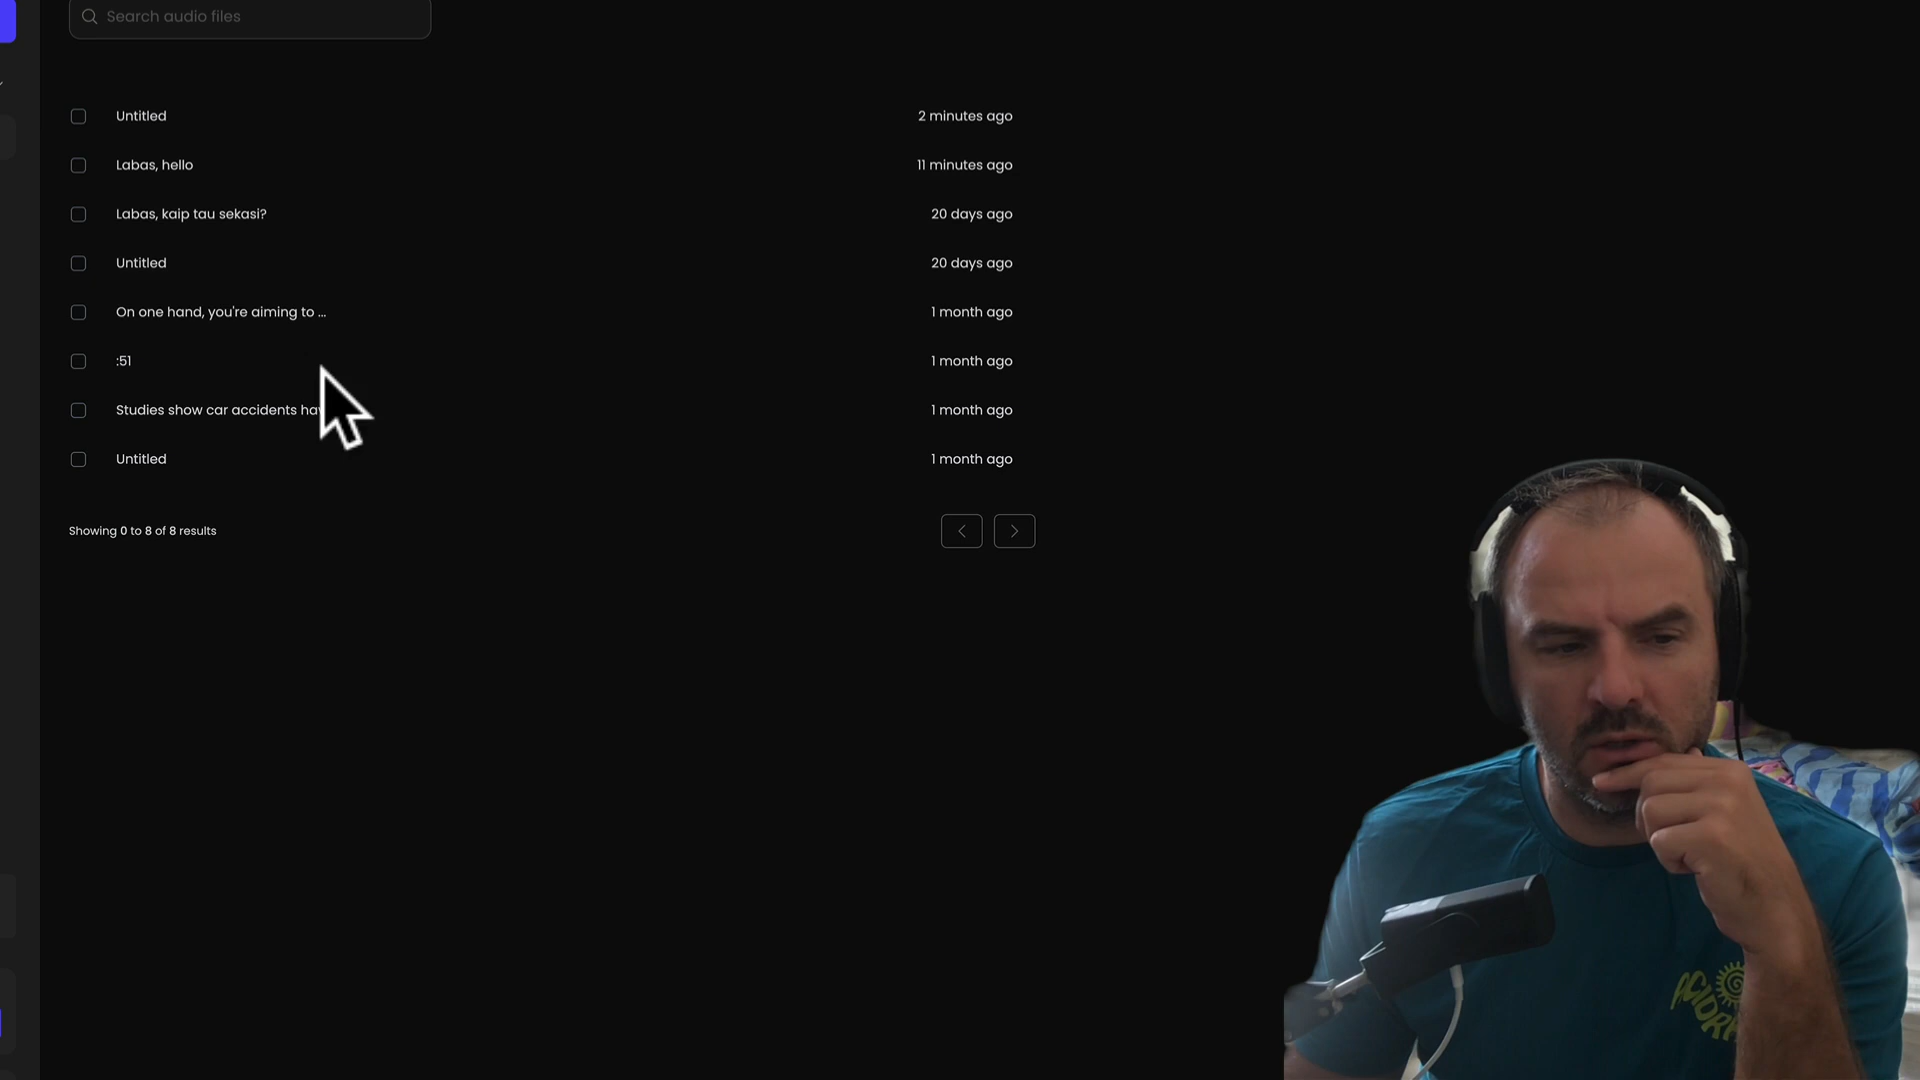 Search audio files
Untitled
2 minutes ago
Labas, hello
11 minutes ago
Labas, kaip tau sekasi?
20 days ago
Untitled
20 days ago
On one hand, you're aiming to ...
1 month ago
:51
1 month ago
Studies show car accidents
1 month ago
Untitled
1 month ago
Showing 0 to 8 of 8 results